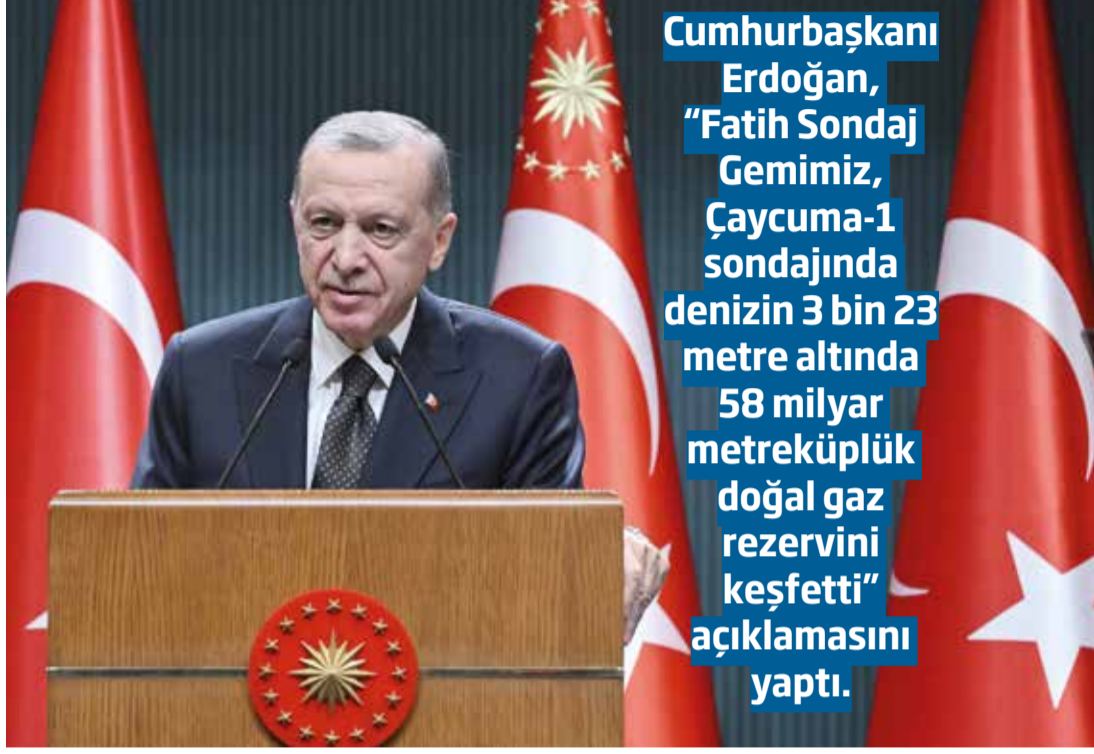 Cumhurbaşkanı
Erdoğan,
“Fatih Sondaj
Gemimiz,
Çaycuma-1
sondajında
denizin 3 bin 23
metre altında
58 milyar
metreküplük
doğal gaz
rezervini
keşfetti”
açıklamasını
yaptı.